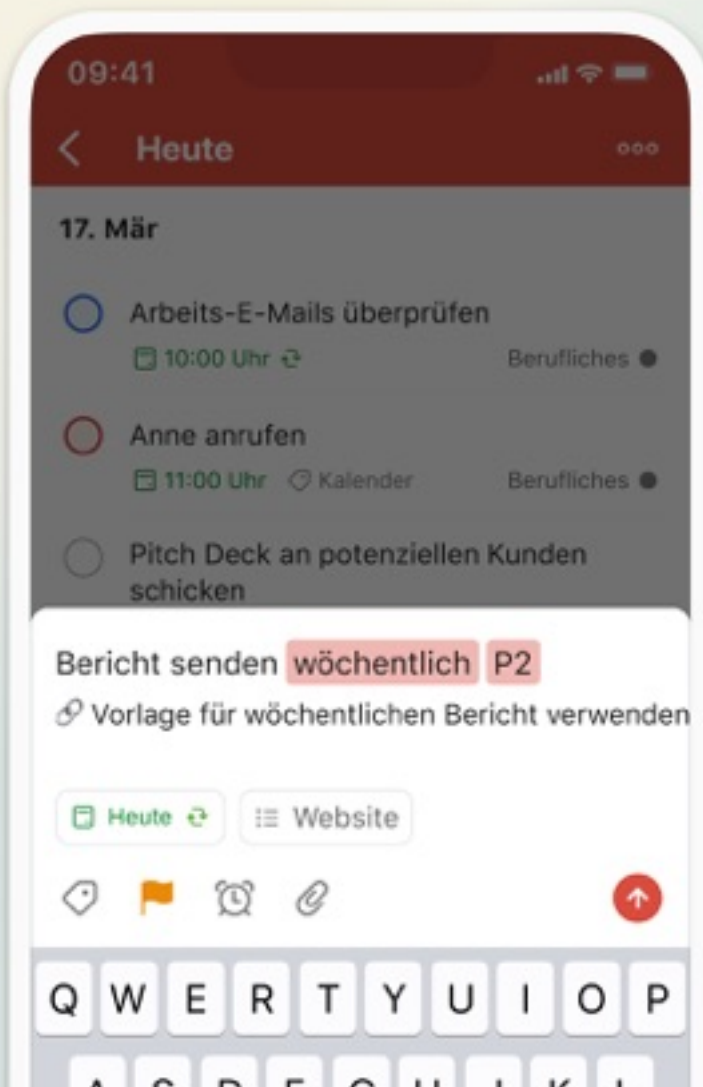 09:41
Heute
17. Mär
Arbeits-E-Mails überprüfen
10:00 Uhr Berufliches
Anne anrufen
11:00 Uhr Kalender Berufliches
Pitch Deck an potenziellen Kunden
schicken
Bericht senden wöchentlich P2
Vorlage für wöchentlichen Bericht verwenden
Heute Website
Q W E R T Y U I O P